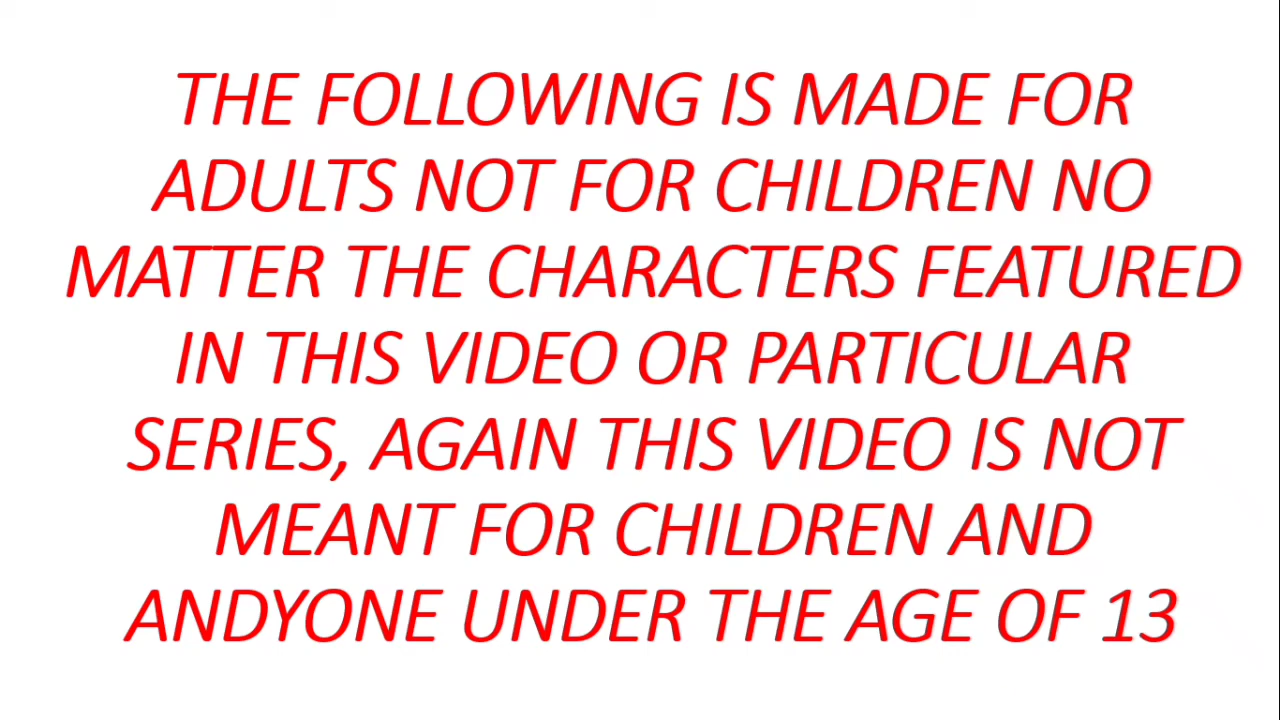 THE FOLLOWING IS MADE FOR
ADULTS NOT FOR CHILDREN NO
MATTER THE CHARACTERS FEATURED
IN THIS VIDEO OR PARTICULAR
SERIES, AGAIN THIS VIDEO IS NOT
MEANT FOR CHILDREN AND
ANDYONE UNDER THE AGE OF 13